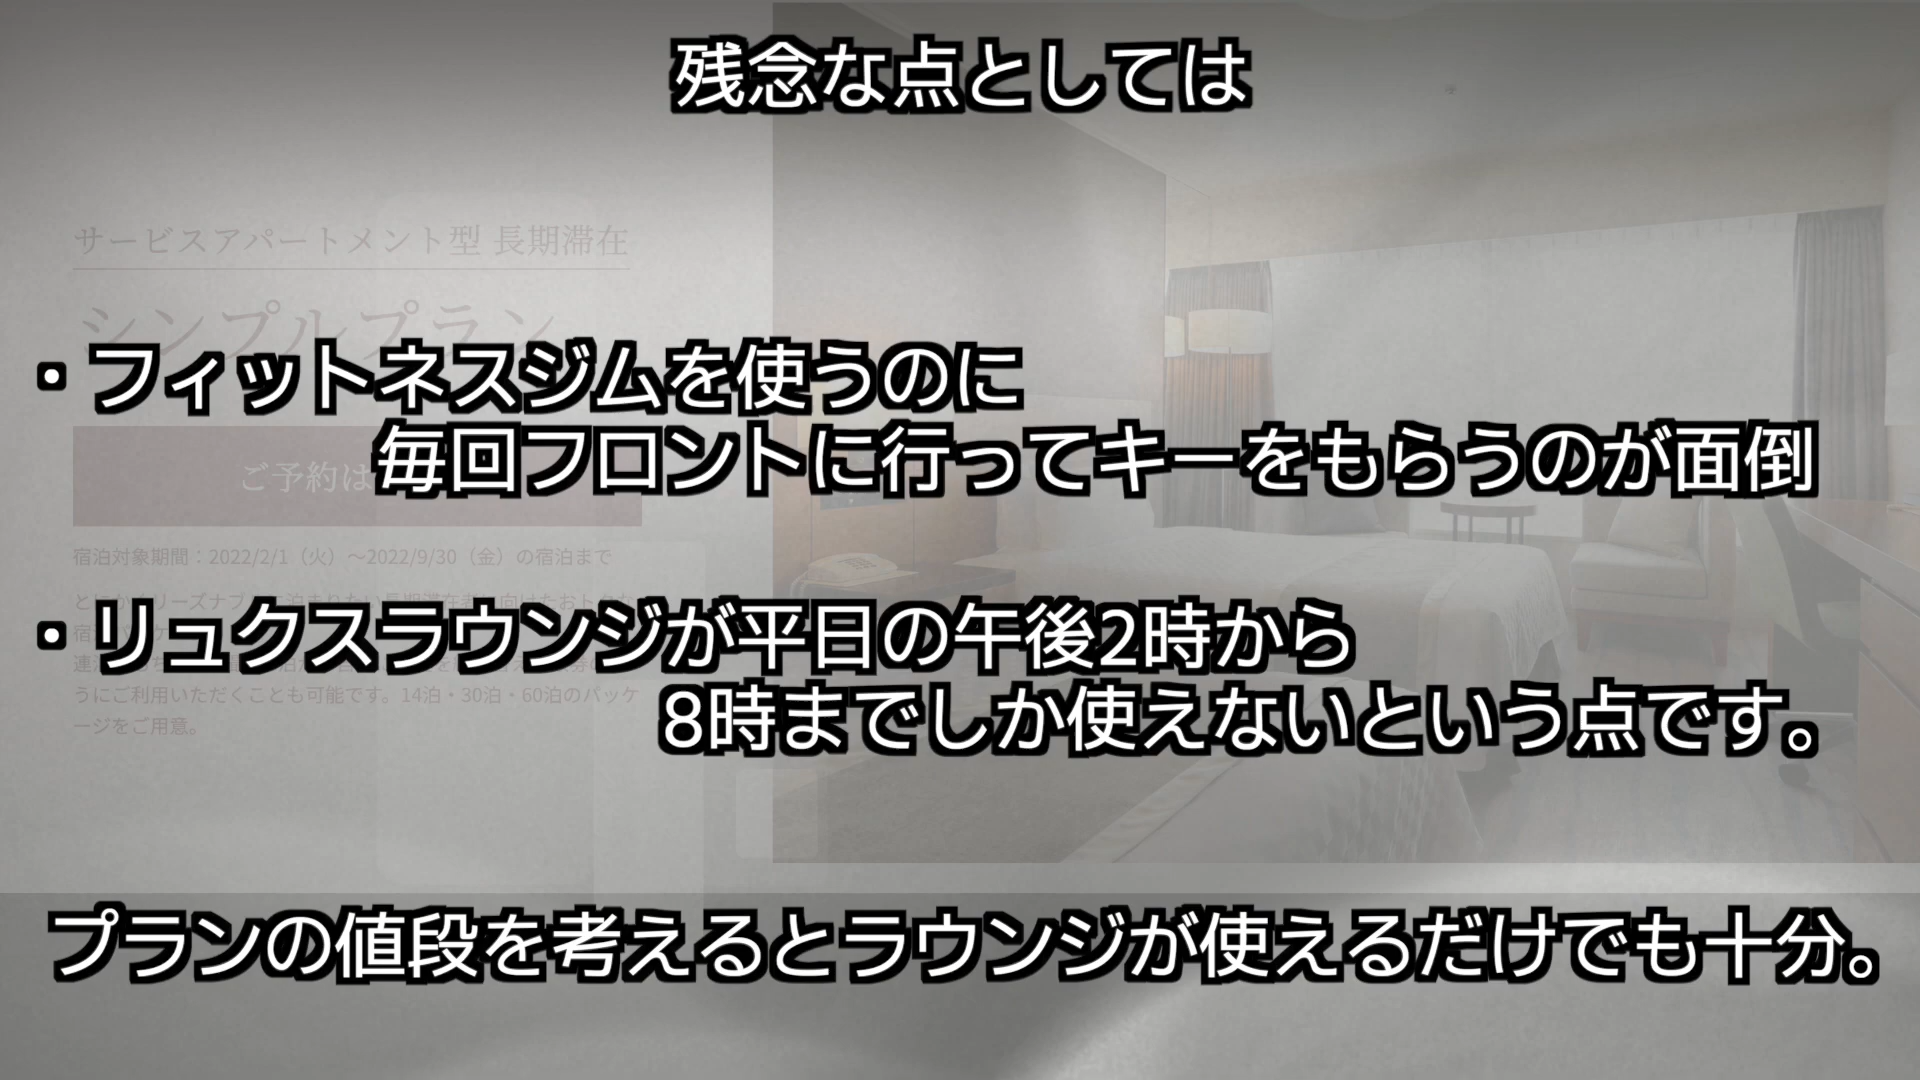 残念な点としては
サービスアパートメント型 長期滞在
シンプルプラン
・フィットネスジムを使うのに
毎回フロントに行ってキーをもらうのが面倒
ご予約は
宿泊対象期間：2022/2/1（火）～2022/9/30（金）の宿泊まで
・リュクスラウンジが平日の午後2時から
8時までしか使えないという点です。
うにご利用いただくことも可能です。14泊・30泊・60泊のパッケ
ージをご用意。
プランの値段を考えるとラウンジが使えるだけでも十分。